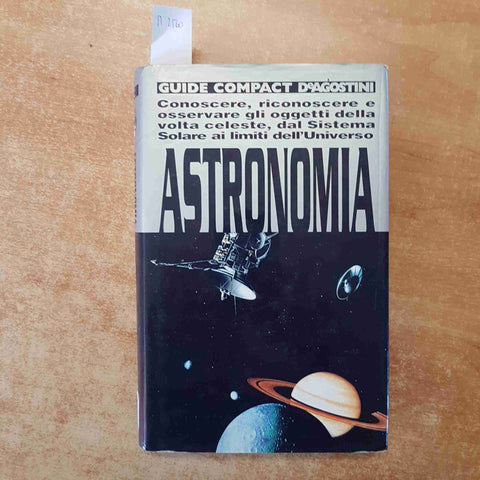 GUIDE COMPACT DEAGOSTINI
Conoscere, riconoscere e
osservare gli oggetti della
volta celeste, dal Sistema
Solare ai limiti dell'Universo
ASTRONOMIA